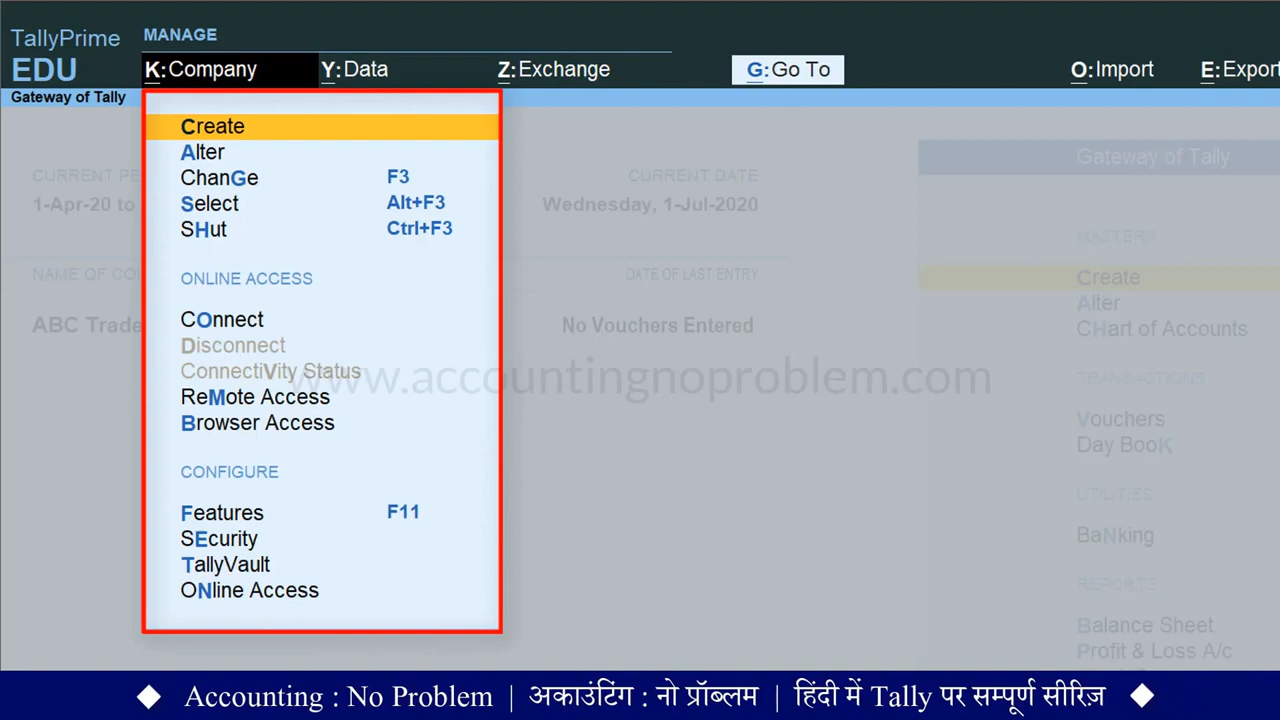 TallyPrime
EDU
MANAGE
K:Company Y:Data Z:Exchange G:Go To O:Import E:Export
Gateway of Tally
Create
Alter
ChanGe F3
Select Alt+F3
SHut Ctrl+F3
ONLINE ACCESS
COnnect
Disconnect
ConnectiVity Status
ReMote Access
Browser Access
CONFIGURE
Features F11
SEcurity
TallyVault
ONline Access
CURRENT PE
1-Apr-20 to
NAME OF CO
ABC Trade
CURRENT DATE
Wednesday, 1-Jul-2020
DATE OF LAST ENTRY
No Vouchers Entered
www.accountingnoproblem.com
Gateway of Tally
MASTERS
Create
Alter
CHart of Accounts
TRANSACTIONS
Vouchers
Day BooK
UTILITIES
BaNking
REPORTS
Balance Sheet
Profit & Loss A/c
Accounting : No Problem | अकाउंटिंग : नो प्रॉब्लम | हिंदी में Tally पर सम्पूर्ण सीरिज़